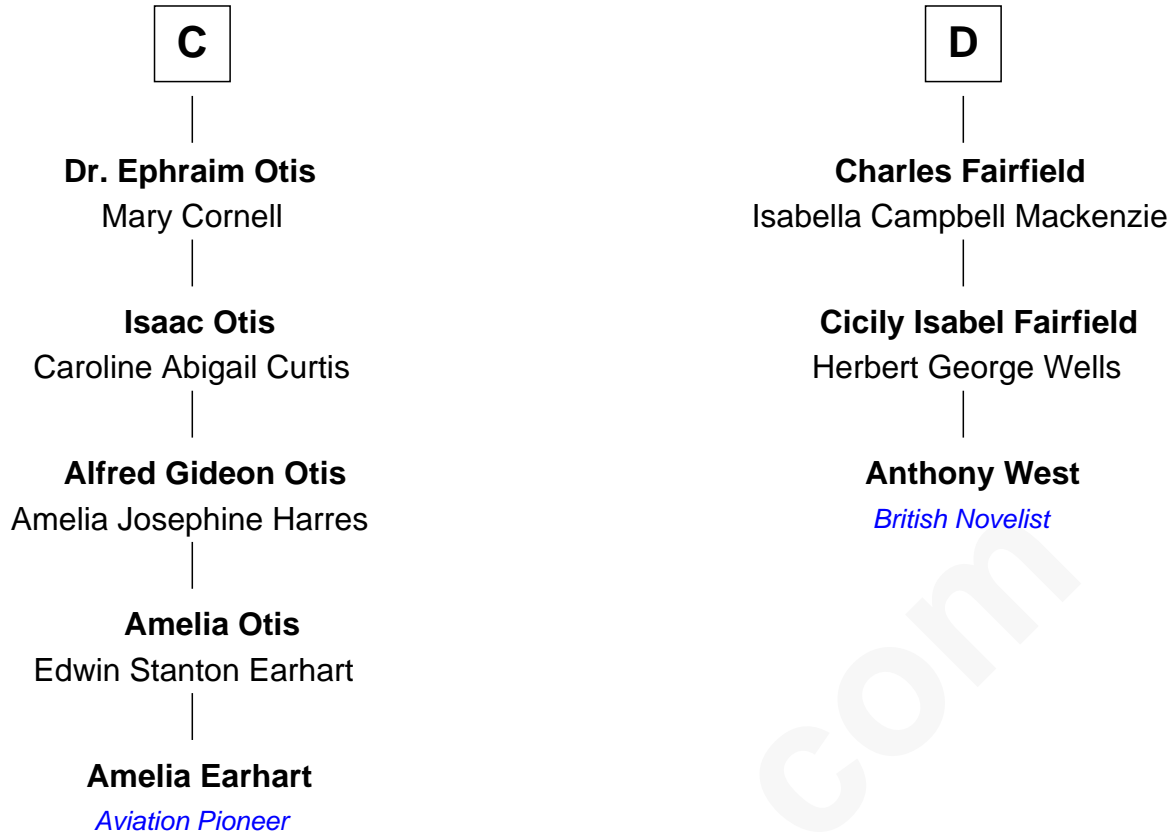 C
Dr. Ephraim Otis
Mary Cornell
Isaac Otis
Caroline Abigail Curtis
Alfred Gideon Otis
Amelia Josephine Harres
Amelia Otis
Edwin Stanton Earhart
Amelia Earhart
Aviation Pioneer
D
Charles Fairfield
Isabella Campbell Mackenzie
Cicily Isabel Fairfield
Herbert George Wells
Anthony West
British Novelist
com